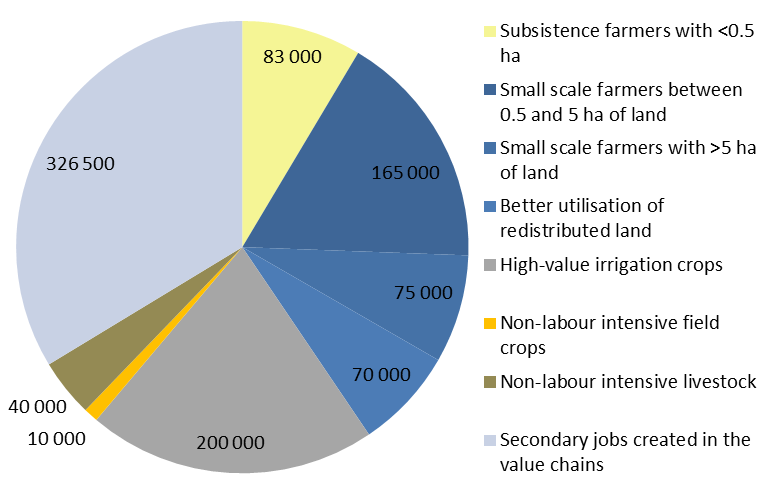 83 000
165 000
75 000
70 000
200 000
10 000
40 000
326 500
Subsistence farmers with <0.5
ha
Small scale farmers between
0.5 and 5 ha of land
Small scale farmers with >5 ha
of land
Better utilisation of
redistributed land
High-value irrigation crops
Non-labour intensive field
crops
Non-labour intensive livestock
Secondary jobs created in the
value chains